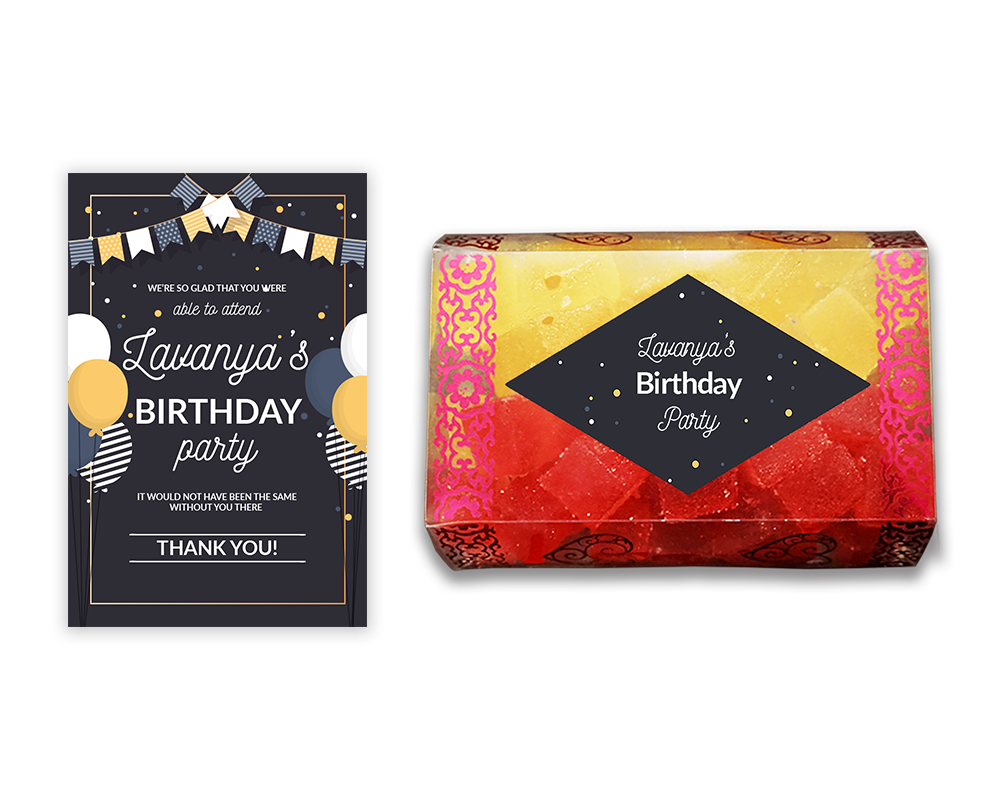 WE'RE SO GLAD THAT YOU WERE
able to attend
Lavanya's
BIRTHDAY
party
IT WOULD NOT HAVE BEEN THE SAME
WITHOUT YOU THERE
THANK YOU!
Lavanya's
Birthday
Party